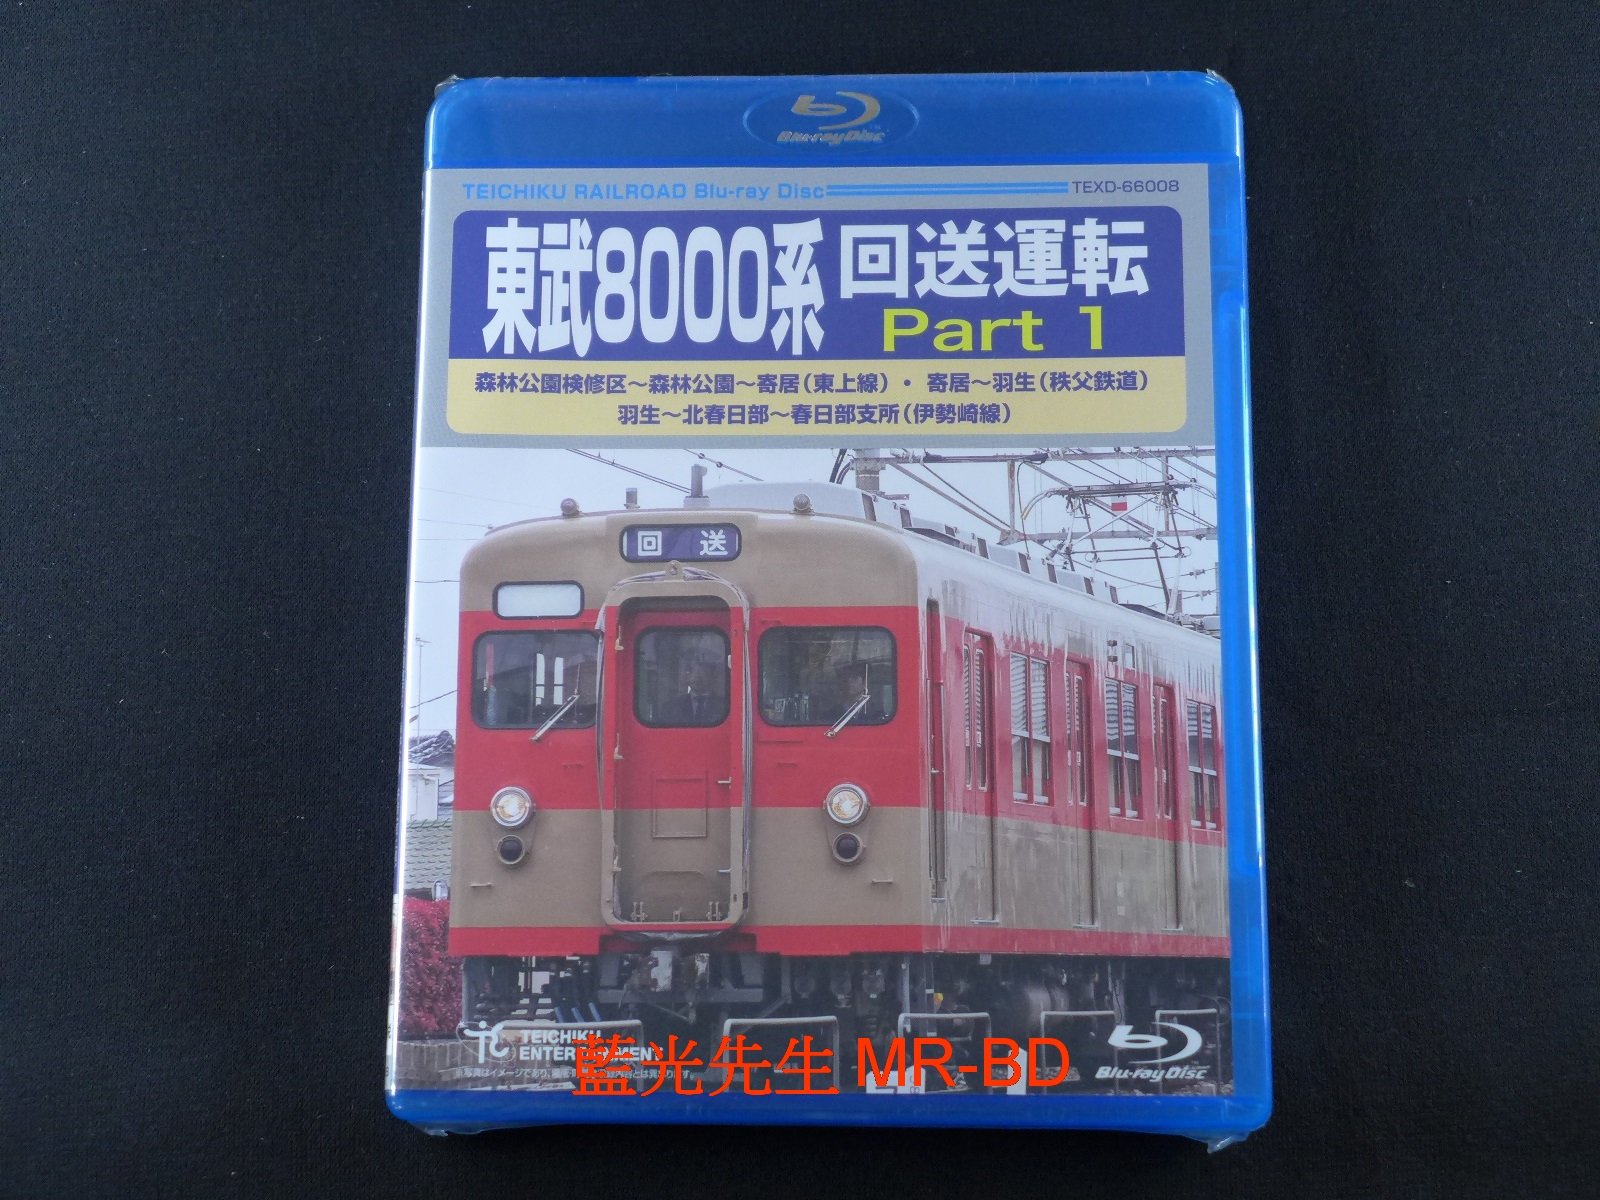 Blu-ray Disc
TEICHIKU RAILROAD Blu-ray Disc
TEXD-66008
東武8000系 回送運転
Part 1
森林公園検修区～森林公園～寄居(東上線)・寄居～羽生(秩父鉄道)
羽生～北春日部～春日部支所(伊勢崎線)
回送
TEICHIKU
ENTERTAINMENT
藍光先生 MR-BD
Blu-ray Disc